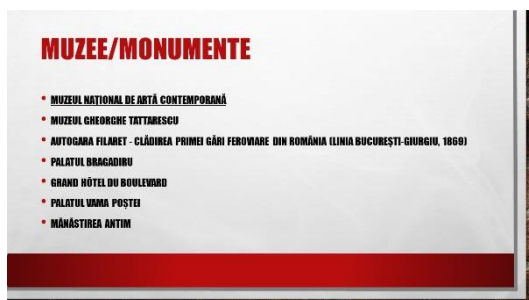 MUZEE/MONUMENTE
MUZEUL NAȚIONAL DE ARTĂ CONTEMPORANĂ
MUZEUL GHEORGHE TATTARESCU
AUTOGARA FILARET - CLĂDIREA PRIMEI GĂRI FEROVIARE DIN ROMÂNIA (LINIA BUCUREȘTI-GIURGIU, 1869)
PALATUL BRAGADIRU
GRAND HÔTEL DU BOULEVARD
PALATUL VAMA POȘTEI
MĂNĂSTIREA ANTIM